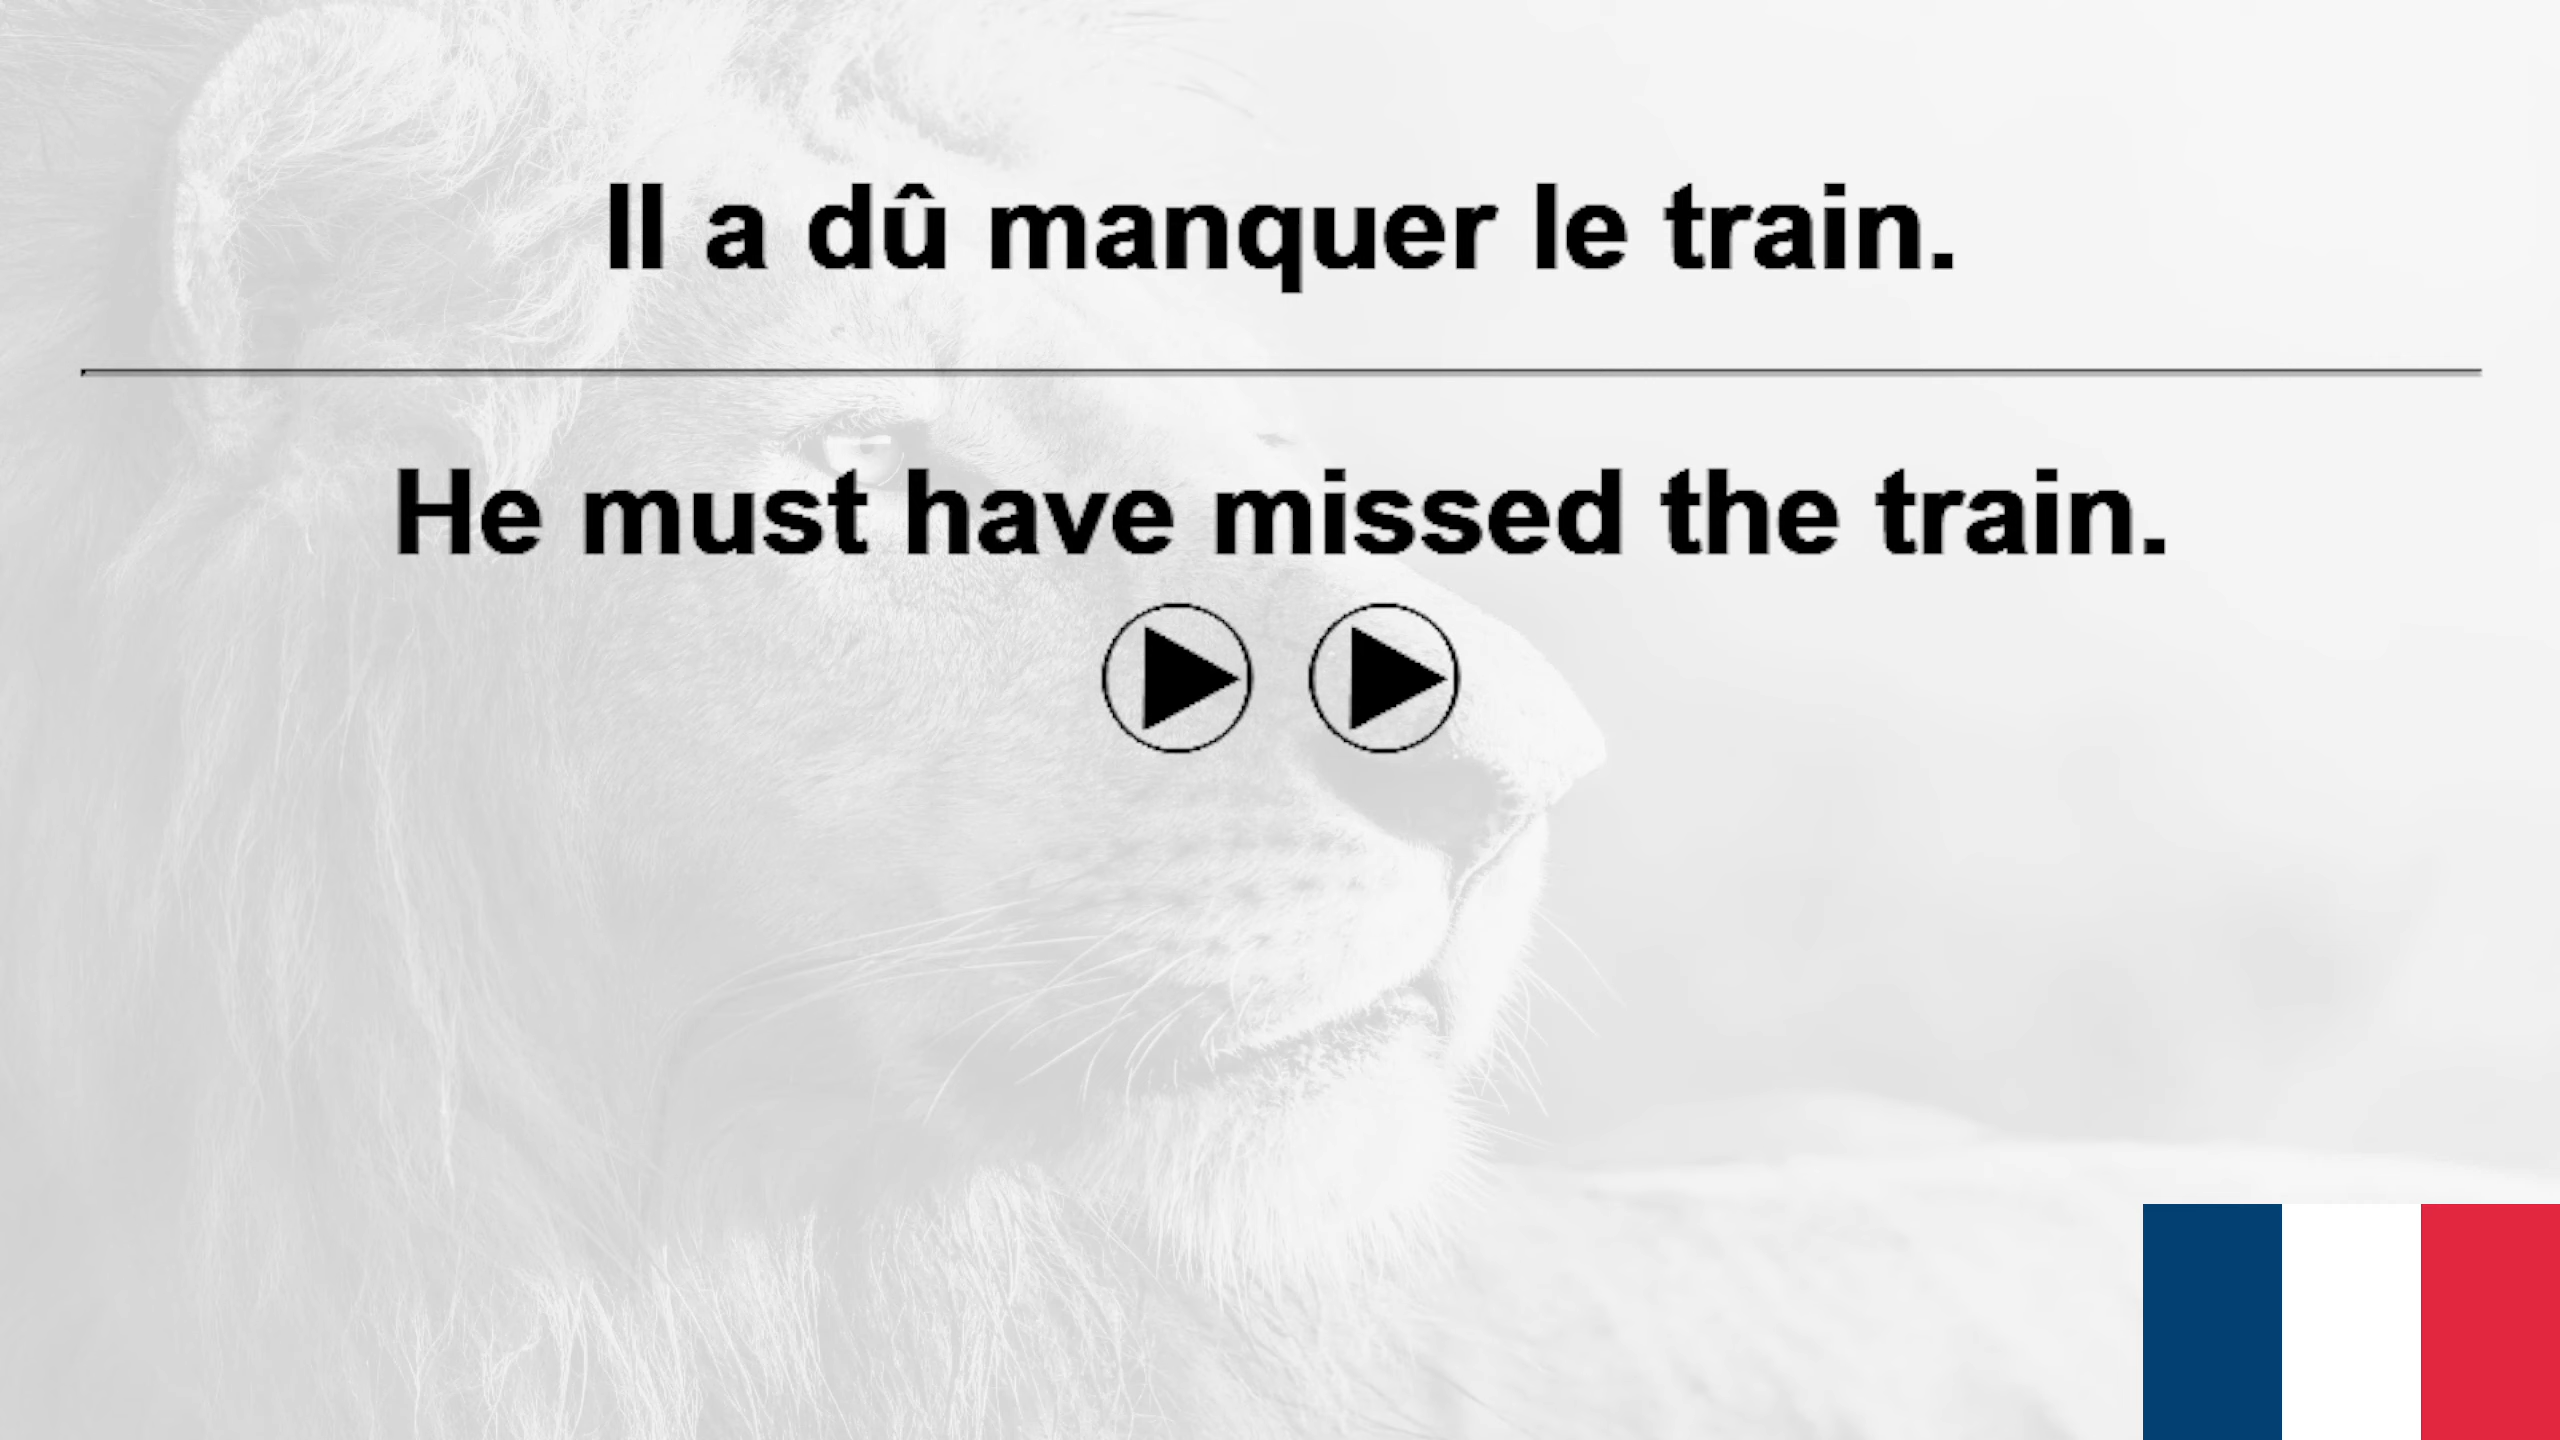 Il a dû manquer le train.
He must have missed the train.